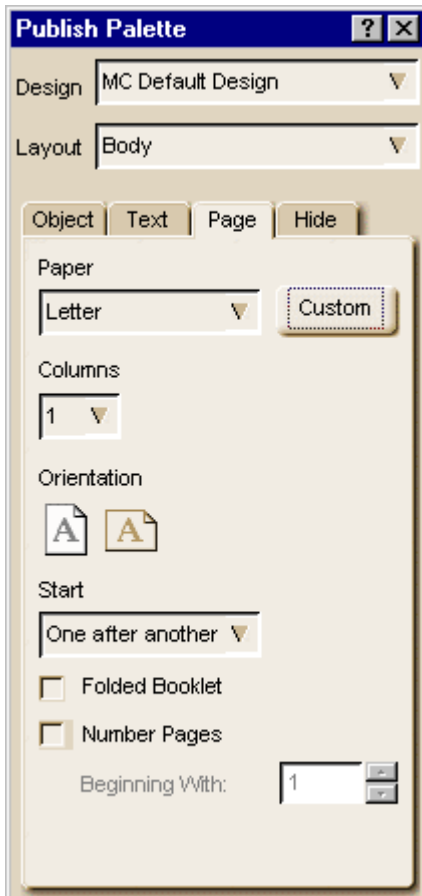 Publish Palette
Design MC Default Design
Layout Body
Object Text Page Hide
Paper
Letter Custom
Columns
1
Orientation
A A
Start
One after another
Folded Booklet
Number Pages
Beginning With: 1